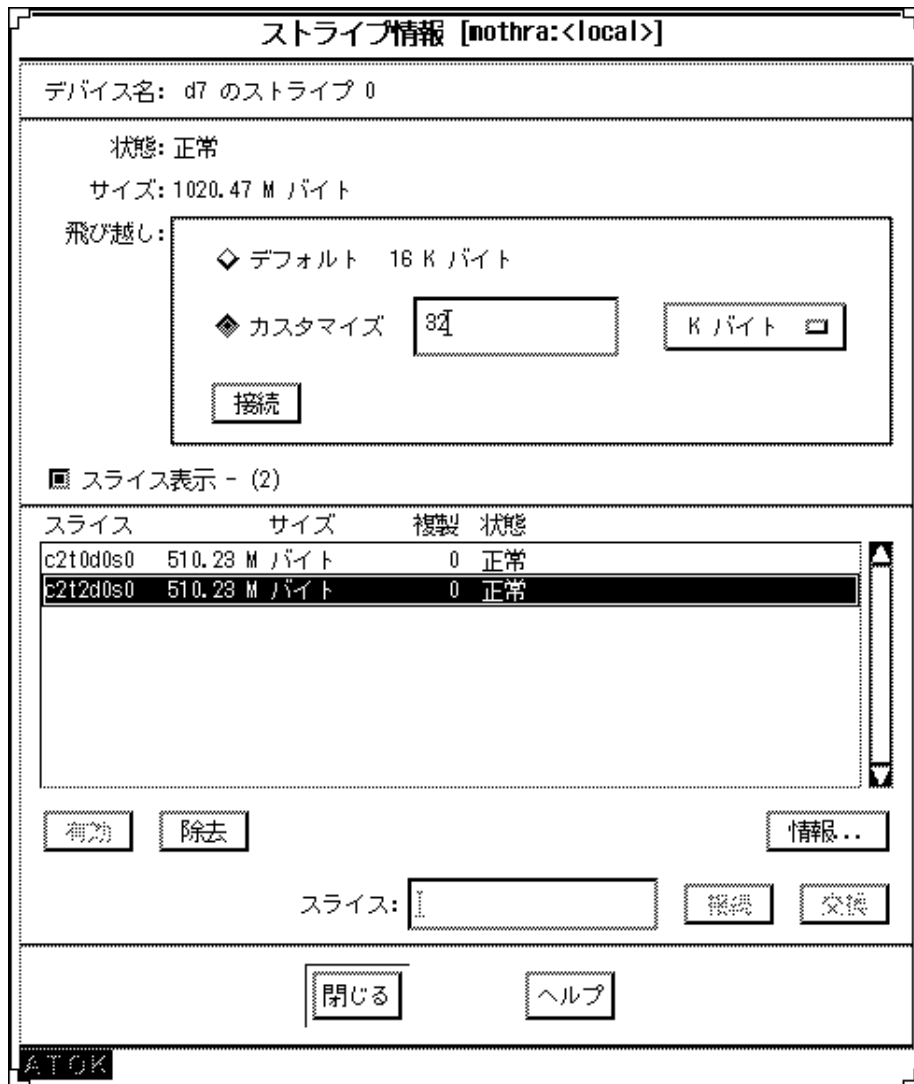 ストライプ情報 [mothra:<local>]
デバイス名: d7 のストライプ 0
状態: 正常
サイズ: 1020.47 M バイト
飛び越し:
デフォルト 16 K バイト
カスタマイズ 32 K バイト
接続
スライス表示 - (2)
スライス サイズ 複製 状態
c2t0d0s0 510.23 M バイト 0 正常
c2t2d0s0 510.23 M バイト 0 正常
有効 除去 情報...
スライス: 接続 交換
閉じる ヘルプ
ATOK